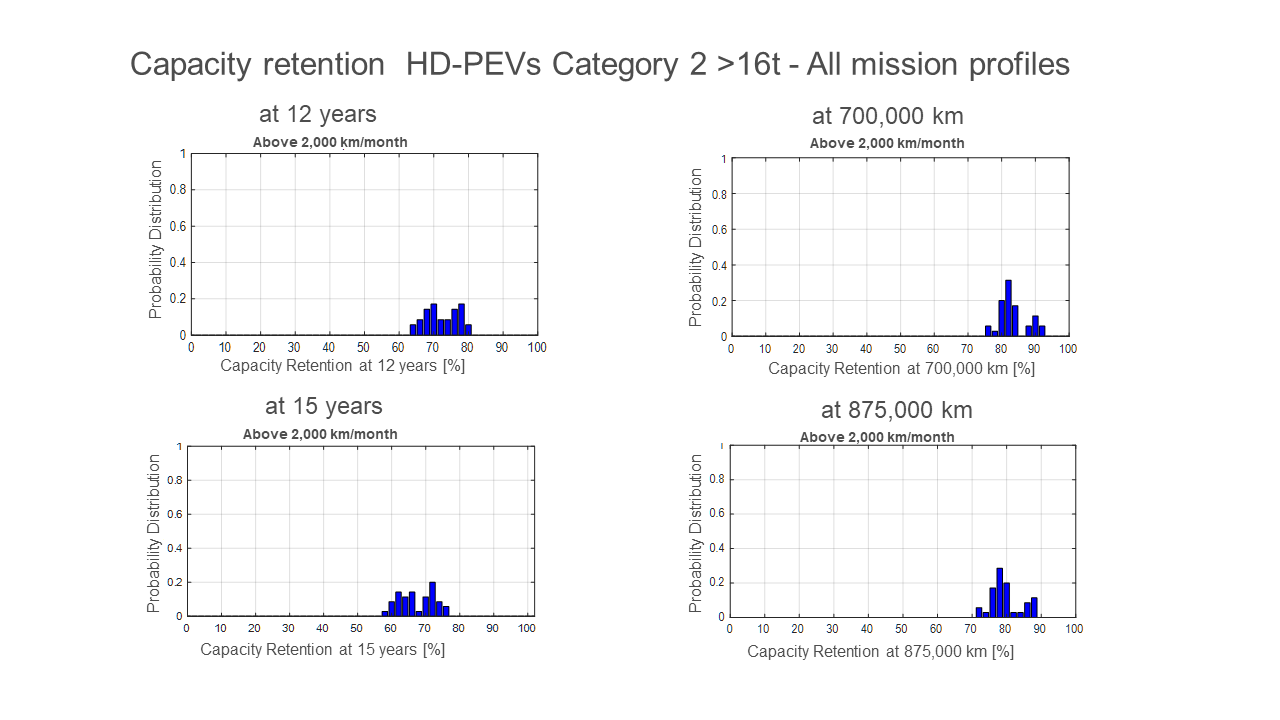 Capacity retention HD-PEVs Category 2 >16t - All mission profiles
at 12 years
Above 2,000 km/month
Probability Distribution
1
0.8
0.6
0.4
0.2
0
0 10 20 30 40 50 60 70 80 90 100
Capacity Retention at 12 years [%]
at 700,000 km
Above 2,000 km/month
Probability Distribution
1
0.8
0.6
0.4
0.2
0
0 10 20 30 40 50 60 70 80 90 100
Capacity Retention at 700,000 km [%]
at 15 years
Above 2,000 km/month
Probability Distribution
1
0.8
0.6
0.4
0.2
0
0 10 20 30 40 50 60 70 80 90 100
Capacity Retention at 15 years [%]
at 875,000 km
Above 2,000 km/month
Probability Distribution
1
0.8
0.6
0.4
0.2
0
0 10 20 30 40 50 60 70 80 90 100
Capacity Retention at 875,000 km [%]